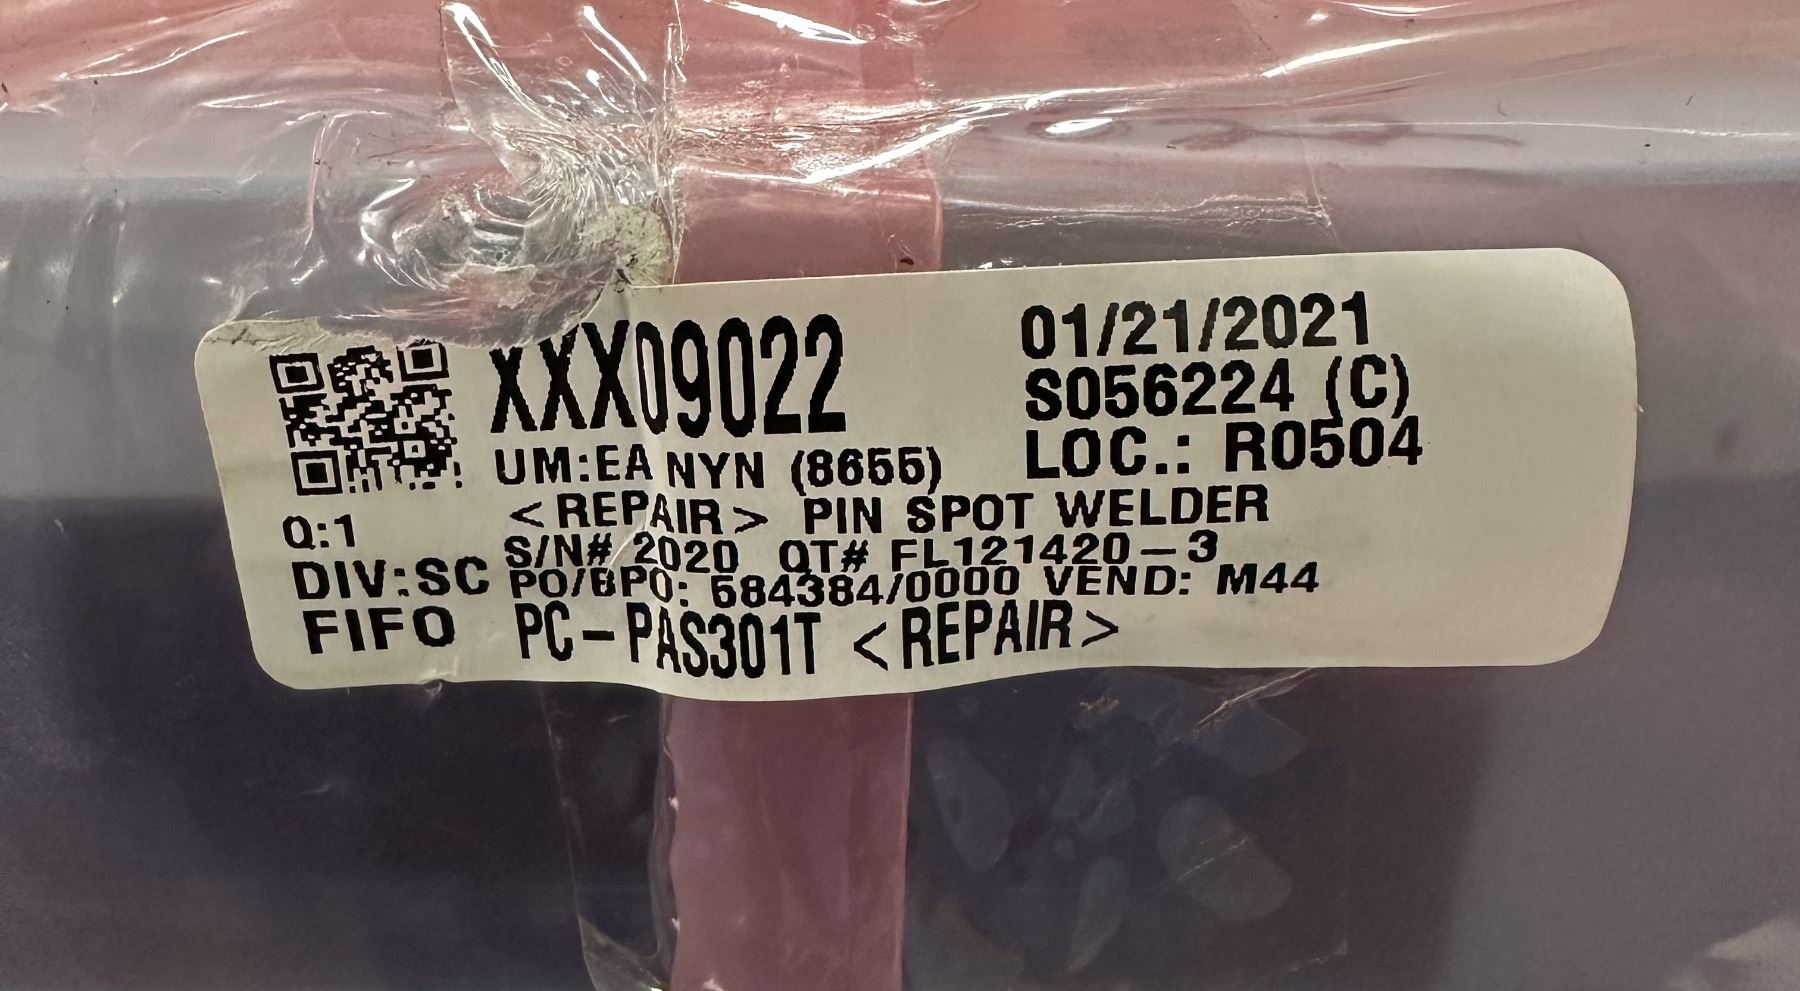 XXX09022
01/21/2021
S056224 (C)
UM:EA NYN (8655)
LOC.: R0504
<REPAIR> PIN SPOT WELDER
Q:1
S/N# 2020 QT# FL121420-3
DIV:SC
PO/BPO: 584384/0000 VEND: M44
FIFO
PC-PAS301T <REPAIR>